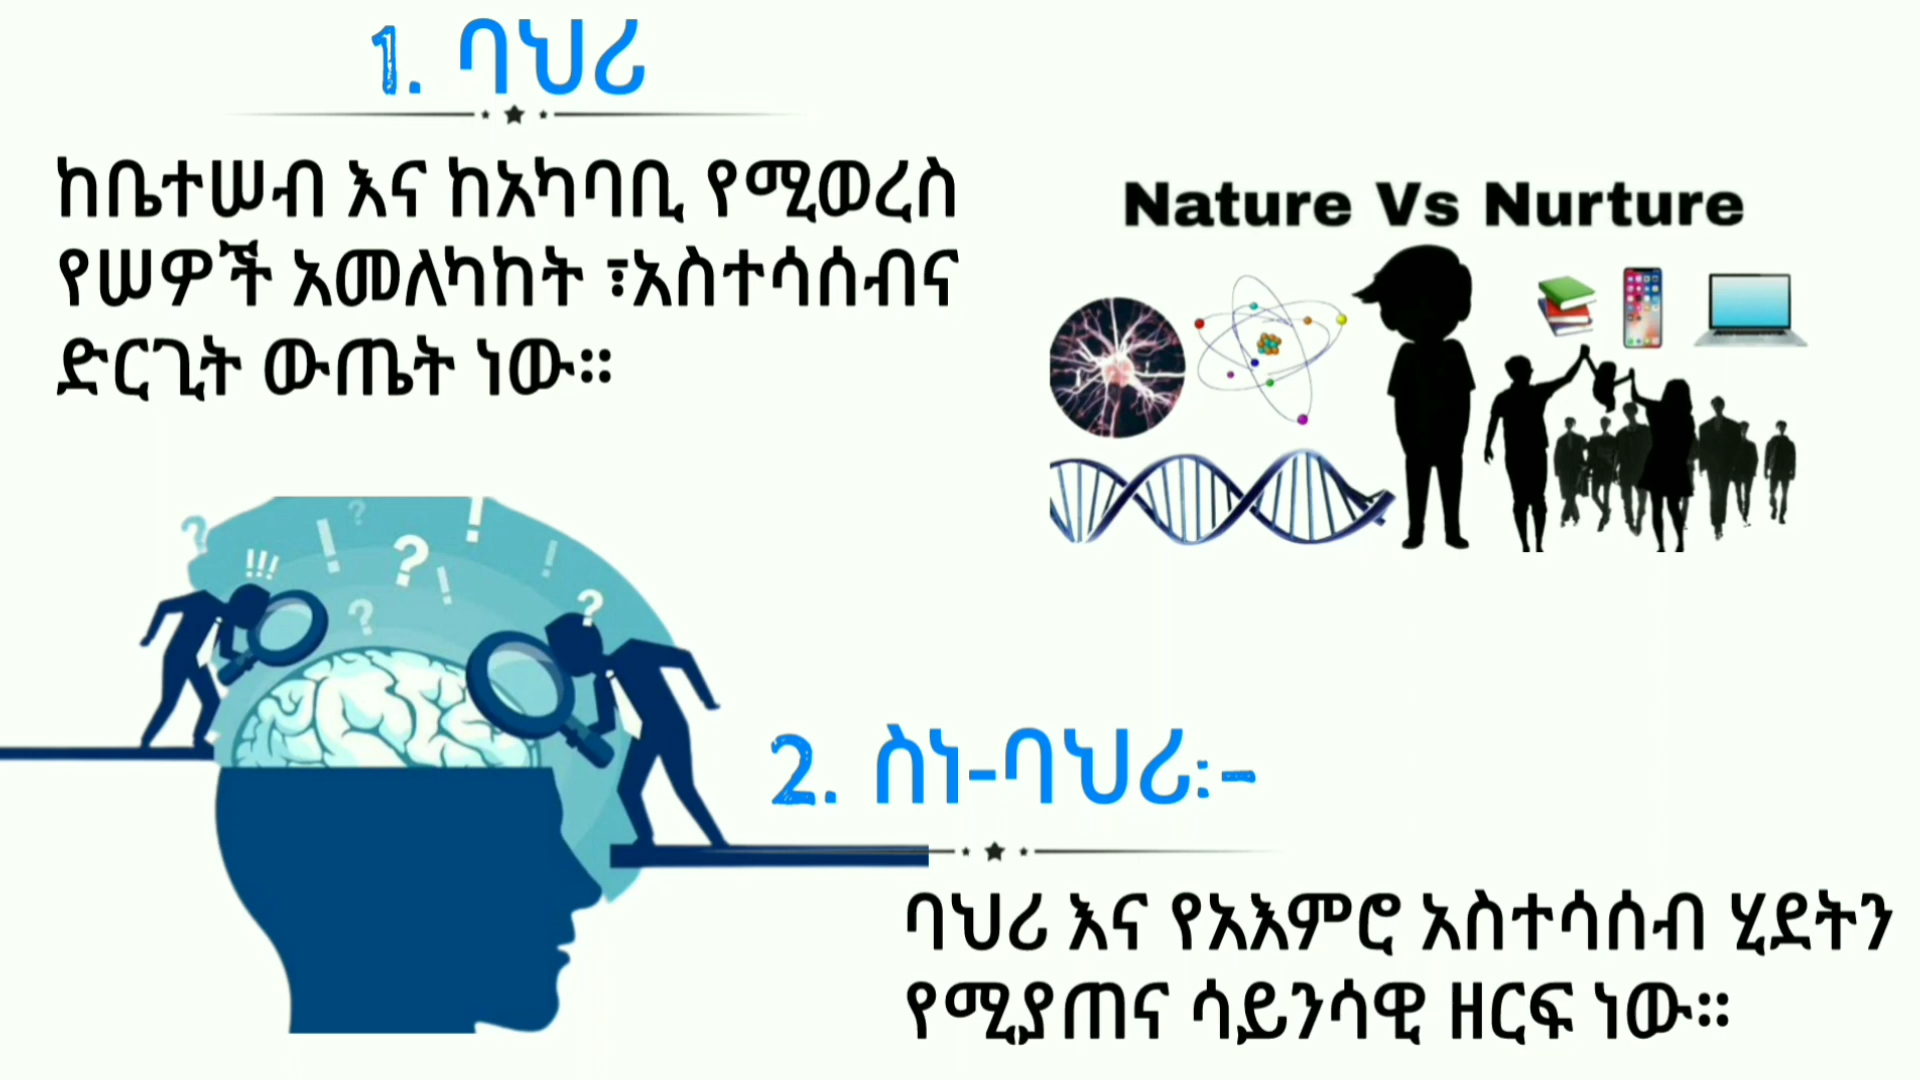 1. ባህሪ
ከቤተሠብ እና ከአካባቢ የሚወረስ
የሠዎች አመለካከት ፣አስተሳሰብና
ድርጊት ውጤት ነው።
Nature Vs Nurture
? ! ? ! ? ! ! !!! ? ?
2. ስነ-ባህሪ:-
ባህሪ እና የአእምሮ አስተሳሰብ ሂደትን
የሚያጠና ሳይንሳዊ ዘርፍ ነው።